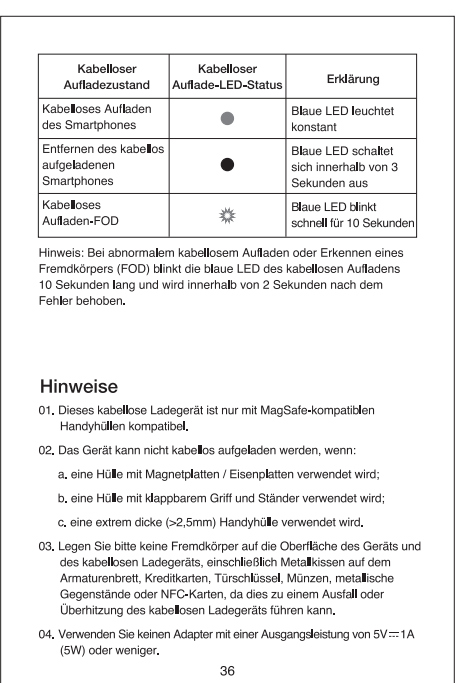 Kabelloser Aufladezustand
Kabelloser Auflade-LED-Status
Erklärung
Kabelloses Aufladen
des Smartphones
Blaue LED leuchtet
konstant
Entfernen des kabellos
aufgeladenen
Smartphones
Blaue LED schaltet
sich innerhalb von 3
Sekunden aus
Kabelloses
Aufladen-FOD
Blaue LED blinkt
schnell für 10 Sekunden
Hinweis: Bei abnormalem kabellosem Aufladen oder Erkennen eines
Fremdkörpers (FOD) blinkt die blaue LED des kabellosen Aufladens
10 Sekunden lang und wird innerhalb von 2 Sekunden nach dem
Fehler behoben.
Hinweise
01. Dieses kabellose Ladegerät ist nur mit MagSafe-kompatiblen
Handyhüllen kompatibel.
02. Das Gerät kann nicht kabellos aufgeladen werden, wenn:
a. eine Hülle mit Magnetplatten / Eisenplatten verwendet wird;
b. eine Hülle mit klappbarem Griff und Ständer verwendet wird;
c. eine extrem dicke (>2,5mm) Handyhülle verwendet wird.
03. Legen Sie bitte keine Fremdkörper auf die Oberfläche des Geräts und
des kabellosen Ladegeräts, einschließlich Metallkissen auf dem
Armaturenbrett, Kreditkarten, Türschlüssel, Münzen, metallische
Gegenstände oder NFC-Karten, da dies zu einem Ausfall oder
Überhitzung des kabellosen Ladegeräts führen kann.
04. Verwenden Sie keinen Adapter mit einer Ausgangsleistung von 5V⎓1A
(5W) oder weniger.
36